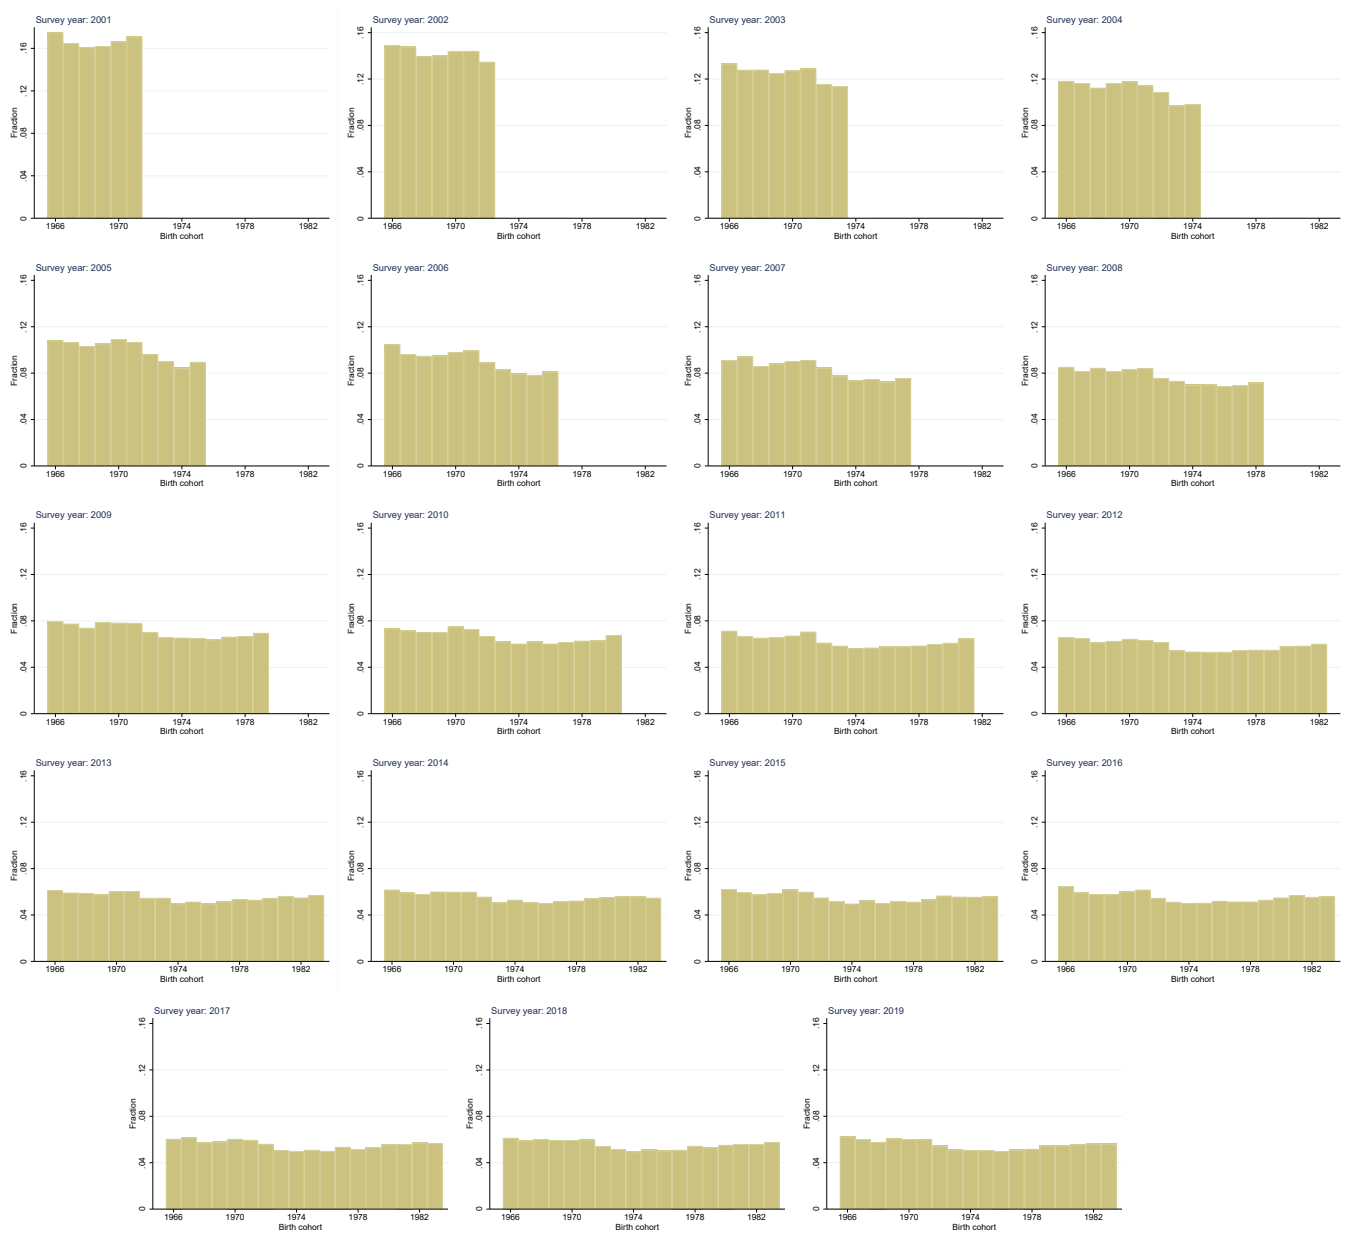 Survey year: 2001
Fraction
0 .04 .08 .12 .16
1966 1970 1974 1978 1982
Birth cohort
Survey year: 2002
Fraction
0 .04 .08 .12
1966 1970 1974 1978 1982
Birth cohort
Survey year: 2003
Fraction
0 .04 .08 .12
1966 1970 1974 1978 1982
Birth cohort
Survey year: 2004
Fraction
0 .04 .08 .12
1966 1970 1974 1978 1982
Birth cohort
Survey year: 2005
Fraction
0 .04 .08 .12 .16
1966 1970 1974 1978 1982
Birth cohort
Survey year: 2006
Fraction
0 .04 .08 .12 .16
1966 1970 1974 1978 1982
Birth cohort
Survey year: 2007
Fraction
0 .04 .08 .12 .16
1966 1970 1974 1978 1982
Birth cohort
Survey year: 2008
Fraction
0 .04 .08 .12 .16
1966 1970 1974 1978 1982
Birth cohort
Survey year: 2009
Fraction
0 .04 .08 .12 .16
1966 1970 1974 1978 1982
Birth cohort
Survey year: 2010
Fraction
0 .04 .08 .12 .16
1966 1970 1974 1978 1982
Birth cohort
Survey year: 2011
Fraction
0 .04 .08 .12 .16
1966 1970 1974 1978 1982
Birth cohort
Survey year: 2012
Fraction
0 .04 .08 .12 .16
1966 1970 1974 1978 1982
Birth cohort
Survey year: 2013
Fraction
0 .04 .08 .12 .16
1966 1970 1974 1978 1982
Birth cohort
Survey year: 2014
Fraction
0 .04 .08 .12 .16
1966 1970 1974 1978 1982
Birth cohort
Survey year: 2015
Fraction
0 .04 .08 .12 .16
1966 1970 1974 1978 1982
Birth cohort
Survey year: 2016
Fraction
0 .04 .08 .12 .16
1966 1970 1974 1978 1982
Birth cohort
Survey year: 2017
Fraction
0 .04 .08 .12 .16
1966 1970 1974 1978 1982
Birth cohort
Survey year: 2018
Fraction
0 .04 .08 .12 .16
1966 1970 1974 1978 1982
Birth cohort
Survey year: 2019
Fraction
0 .04 .08 .12 .16
1966 1970 1974 1978 1982
Birth cohort